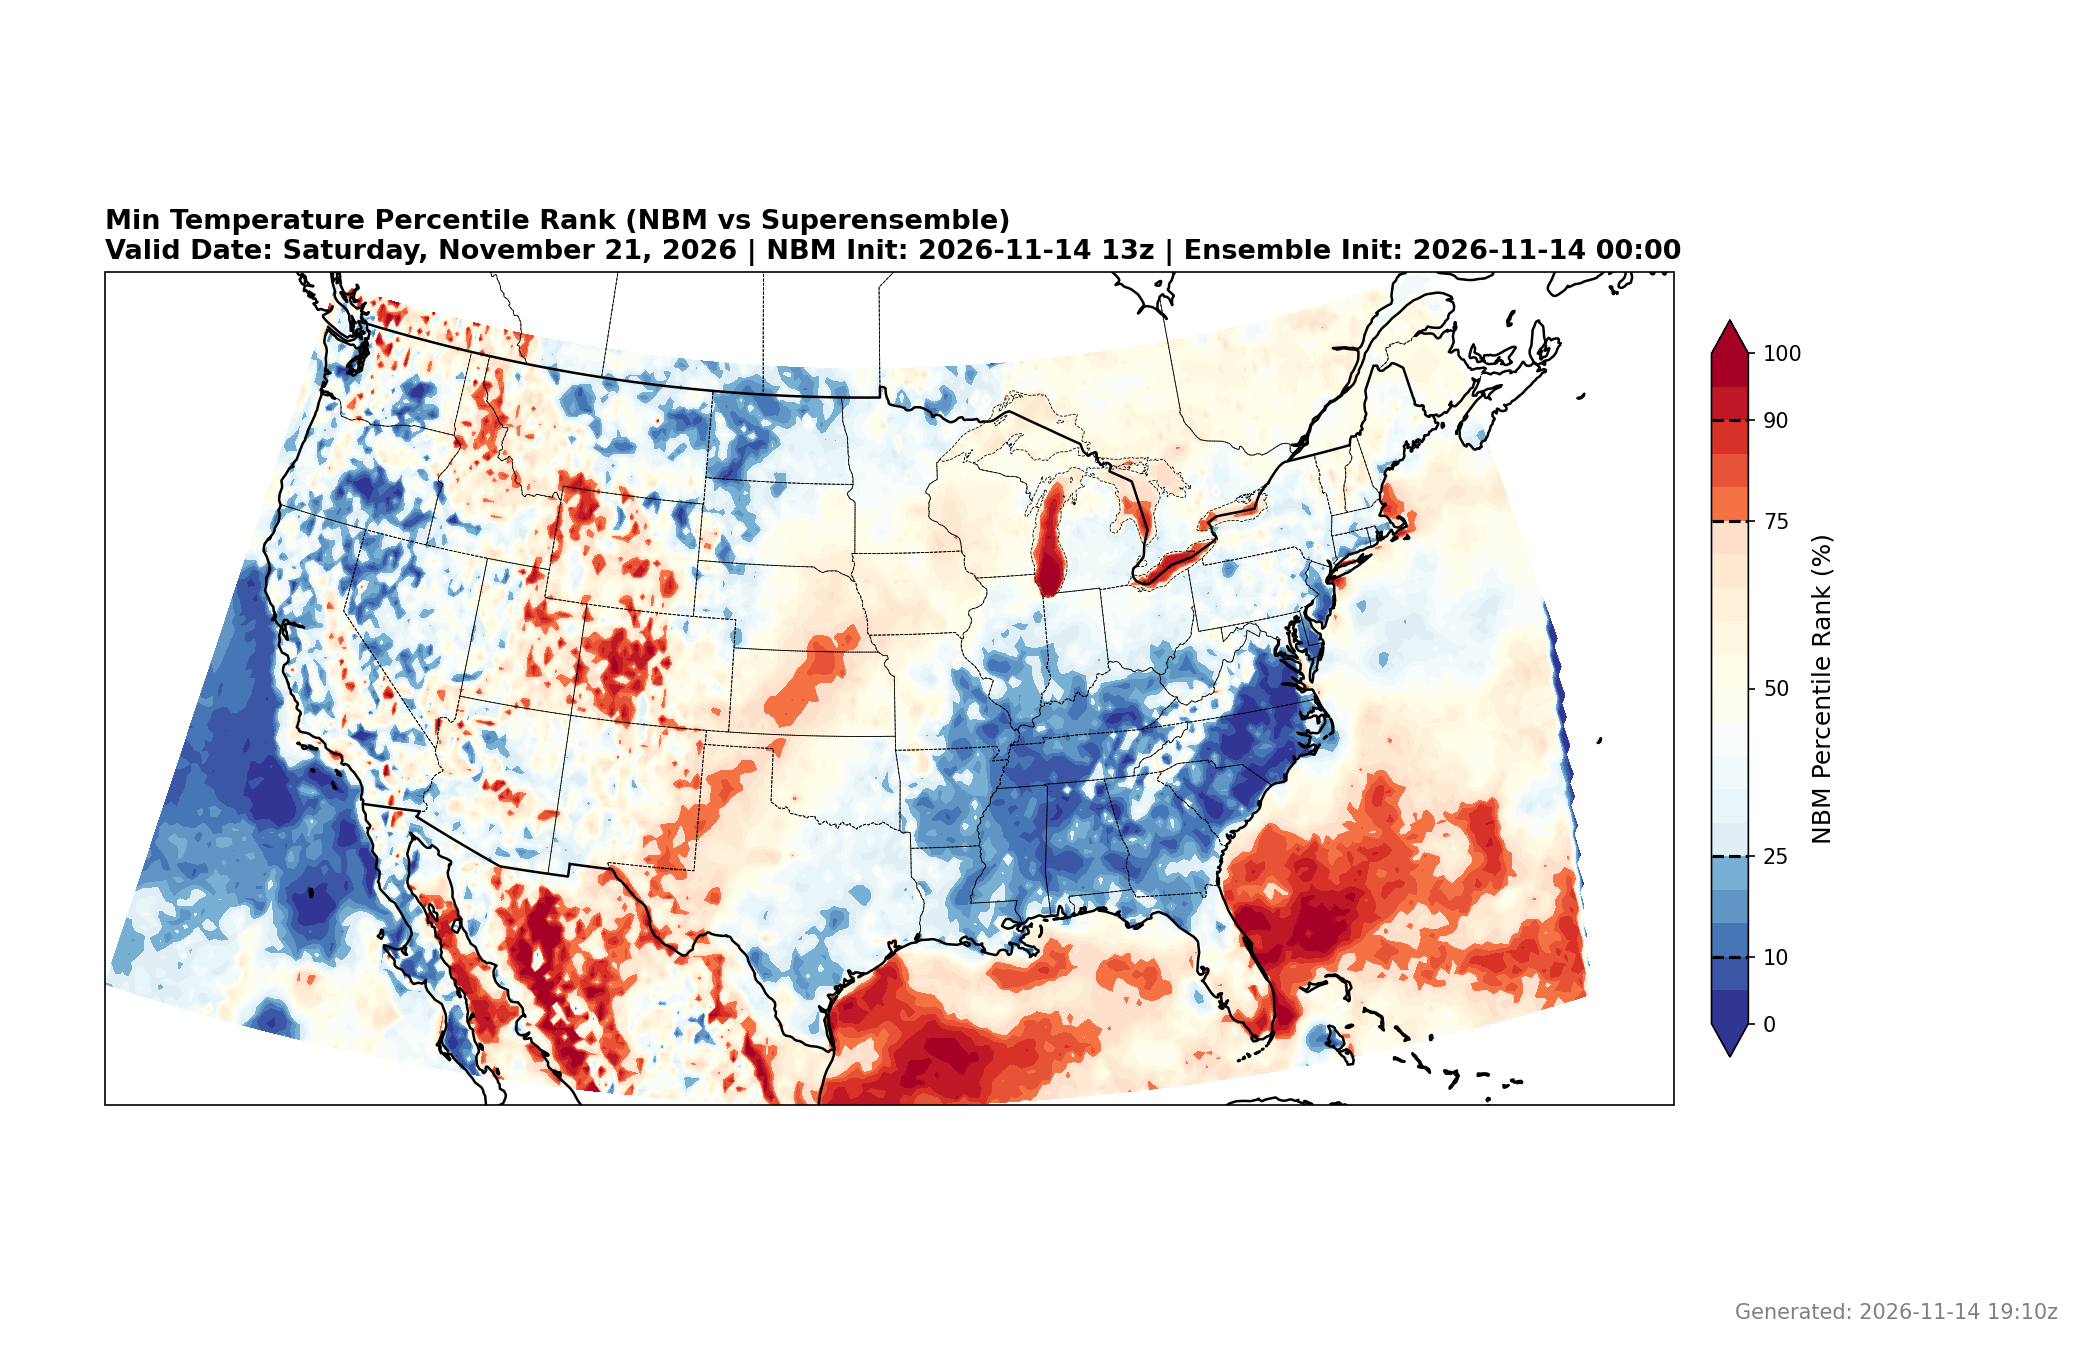 Min Temperature Percentile Rank (NBM vs Superensemble)
Valid Date: Saturday, November 21, 2026 | NBM Init: 2026-11-14 13z | Ensemble Init: 2026-11-14 00:00
100
90
75
50
25
10
0
NBM Percentile Rank (%)
Generated: 2026-11-14 19:10z